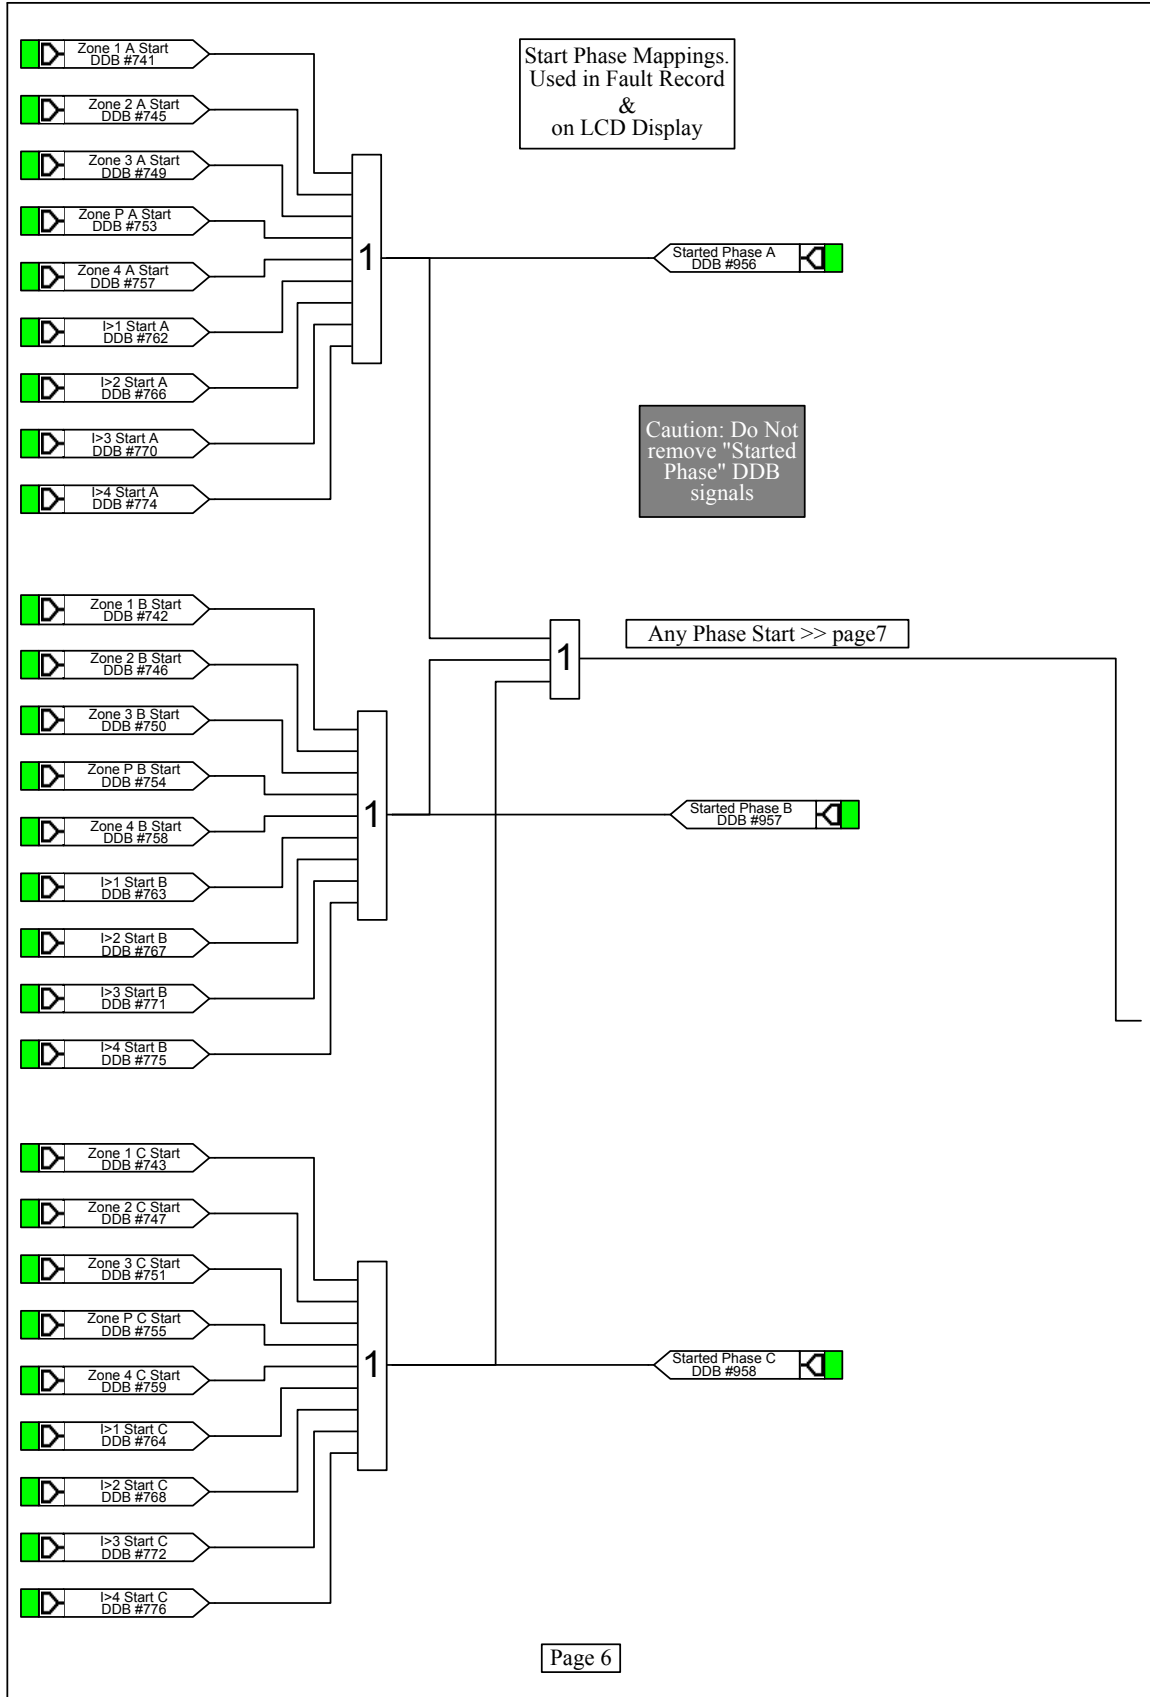 Zone 1 A Start
DDB #741
Zone 2 A Start
DDB #745
Zone 3 A Start
DDB #749
Zone P A Start
DDB #753
Zone 4 A Start
DDB #757
I>1 Start A
DDB #762
I>2 Start A
DDB #766
I>3 Start A
DDB #770
I>4 Start A
DDB #774
1
Start Phase Mappings.
Used in Fault Record
&
on LCD Display
Started Phase A
DDB #956
Caution: Do Not
remove "Started
Phase" DDB
signals
Zone 1 B Start
DDB #742
Zone 2 B Start
DDB #746
Zone 3 B Start
DDB #750
Zone P B Start
DDB #754
Zone 4 B Start
DDB #758
I>1 Start B
DDB #763
I>2 Start B
DDB #767
I>3 Start B
DDB #771
I>4 Start B
DDB #775
1
1
Any Phase Start >> page7
Started Phase B
DDB #957
Zone 1 C Start
DDB #743
Zone 2 C Start
DDB #747
Zone 3 C Start
DDB #751
Zone P C Start
DDB #755
Zone 4 C Start
DDB #759
I>1 Start C
DDB #764
I>2 Start C
DDB #768
I>3 Start C
DDB #772
I>4 Start C
DDB #776
1
Started Phase C
DDB #958
Page 6